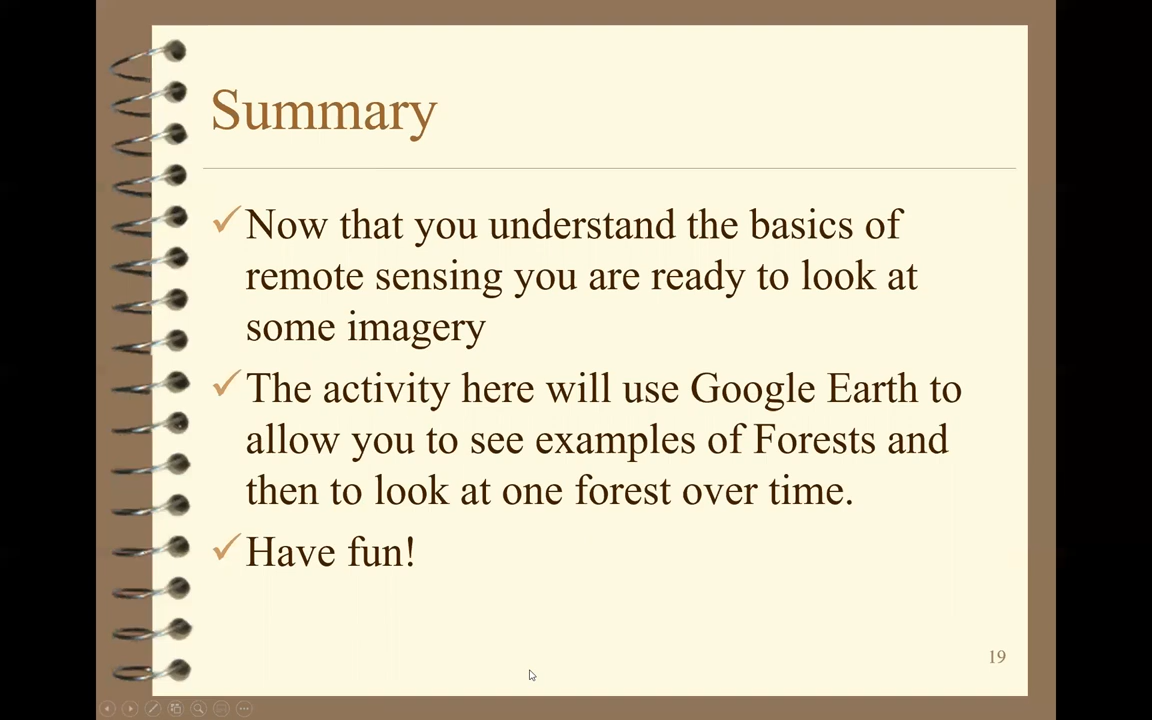 Summary
Now that you understand the basics of
remote sensing you are ready to look at
some imagery
The activity here will use Google Earth to
allow you to see examples of Forests and
then to look at one forest over time.
Have fun!
19